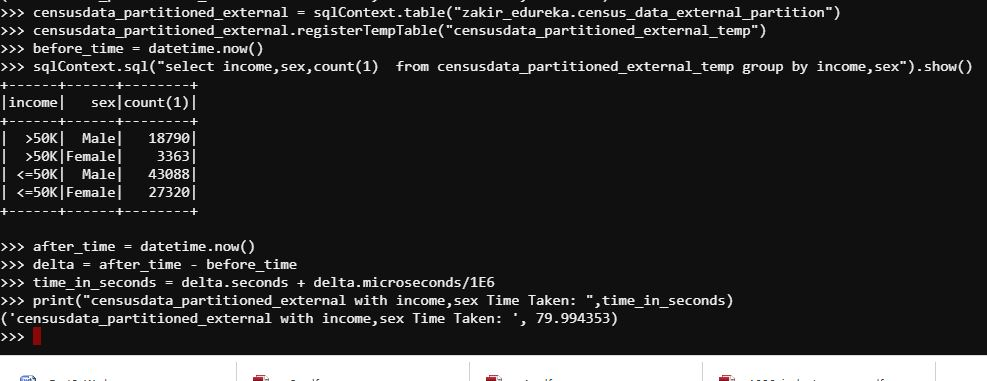 >>> censusdata_partitioned_external = sqlContext.table("zakir_edureka.census_data_external_partition")
>>> censusdata_partitioned_external.registerTempTable("censusdata_partitioned_external_temp")
>>> before_time = datetime.now()
>>> sqlContext.sql("select income,sex,count(1)  from censusdata_partitioned_external_temp group by income,sex").show()
+------+------+--------+
|income|   sex|count(1)|
+------+------+--------+
|  >50K|  Male|   18790|
|  >50K|Female|    3363|
| <=50K|  Male|   43088|
| <=50K|Female|   27320|
+------+------+--------+
>>> after_time = datetime.now()
>>> delta = after_time - before_time
>>> time_in_seconds = delta.seconds + delta.microseconds/1E6
>>> print("censusdata_partitioned_external with income,sex Time Taken: ",time_in_seconds)
('censusdata_partitioned_external with income,sex Time Taken: ', 79.994353)
>>>